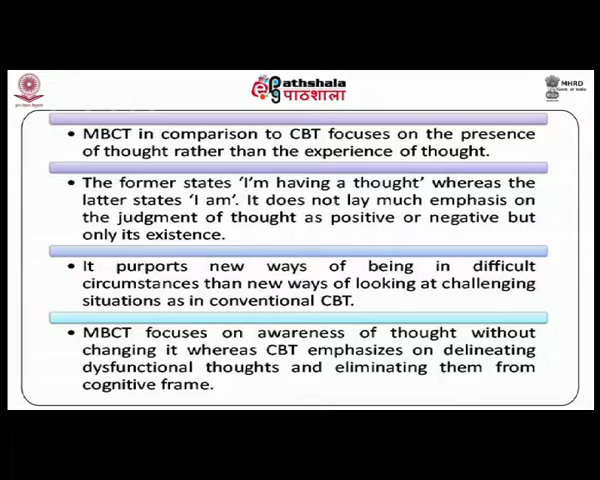 Pathshala
पाठशाला
MHRD
Govt. of India
• MBCT in comparison to CBT focuses on the presence
of thought rather than the experience of thought.
• The former states 'I'm having a thought' whereas the
latter states 'I am'. It does not lay much emphasis on
the judgment of thought as positive or negative but
only its existence.
• It purports new ways of being in difficult
circumstances than new ways of looking at challenging
situations as in conventional CBT.
• MBCT focuses on awareness of thought without
changing it whereas CBT emphasizes on delineating
dysfunctional thoughts and eliminating them from
cognitive frame.